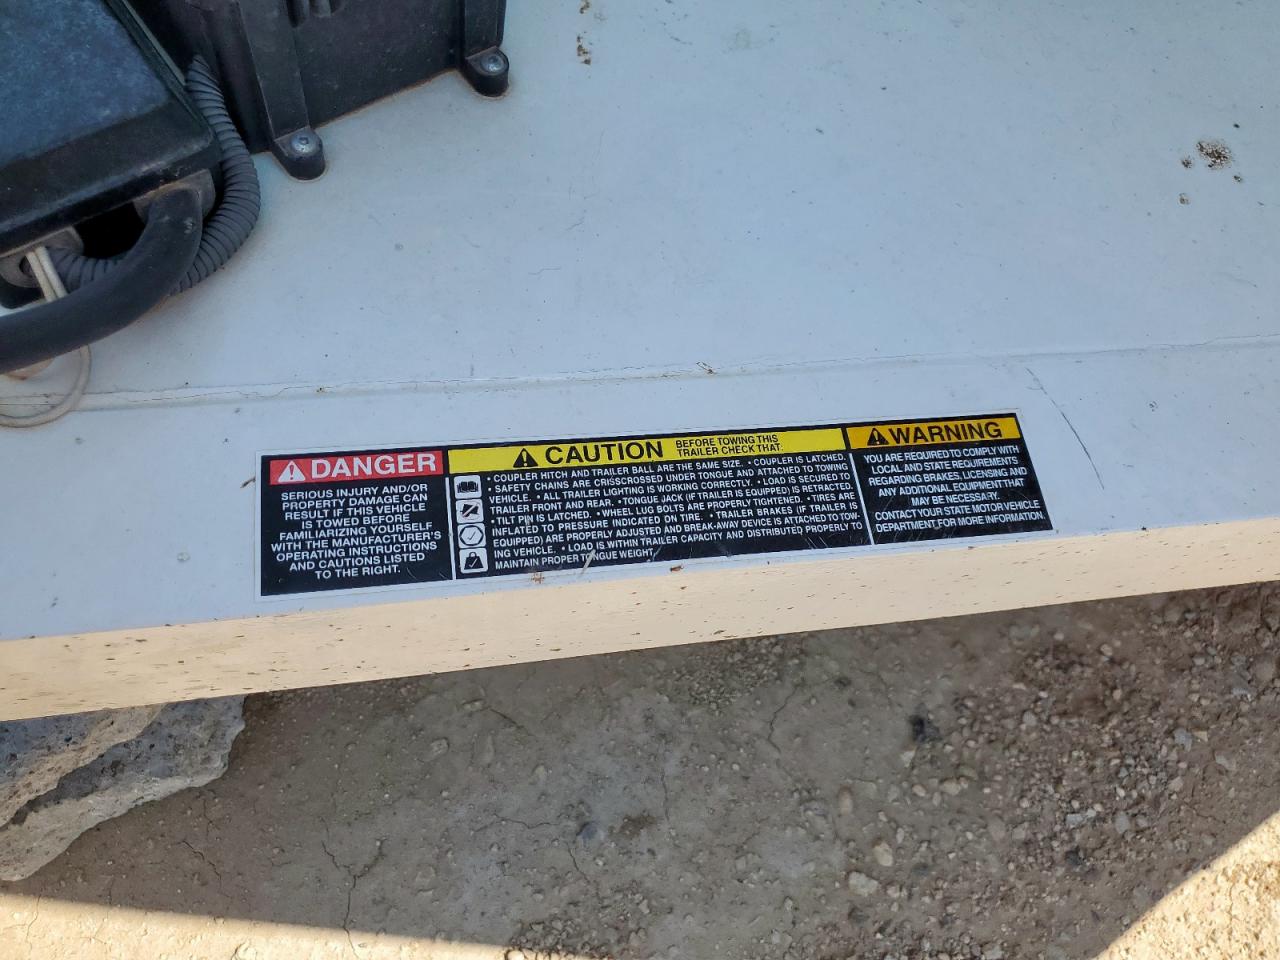 DANGER
SERIOUS INJURY AND/OR
PROPERTY DAMAGE CAN
RESULT IF THIS VEHICLE
IS TOWED BEFORE
FAMILIARIZING YOURSELF
WITH THE MANUFACTURER'S
OPERATING INSTRUCTIONS
AND CAUTIONS LISTED
TO THE RIGHT.
CAUTION BEFORE TOWING THIS
TRAILER CHECK THAT.
• COUPLER HITCH AND TRAILER BALL ARE THE SAME SIZE. • COUPLER IS LATCHED.
• SAFETY CHAINS ARE CRISSCROSSED UNDER TONGUE AND ATTACHED TO TOWING
VEHICLE. • ALL TRAILER LIGHTING IS WORKING CORRECTLY. • LOAD IS SECURED TO
TRAILER FRONT AND REAR. • TONGUE JACK (IF TRAILER IS EQUIPPED) IS RETRACTED.
• TILT PIN IS LATCHED. • WHEEL LUG BOLTS ARE PROPERLY TIGHTENED. • TIRES ARE
INFLATED TO PRESSURE INDICATED ON TIRE. • TRAILER BRAKES (IF TRAILER IS
EQUIPPED) ARE PROPERLY ADJUSTED AND BREAK-AWAY DEVICE IS ATTACHED TO TOW-
ING VEHICLE. • LOAD IS WITHIN TRAILER CAPACITY AND DISTRIBUTED PROPERLY TO
MAINTAIN PROPER TONGUE WEIGHT.
WARNING
YOU ARE REQUIRED TO COMPLY WITH
LOCAL AND STATE REQUIREMENTS
REGARDING BRAKES, LICENSING AND
ANY ADDITIONAL EQUIPMENT THAT
MAY BE NECESSARY.
CONTACT YOUR STATE MOTOR VEHICLE
DEPARTMENT FOR MORE INFORMATION